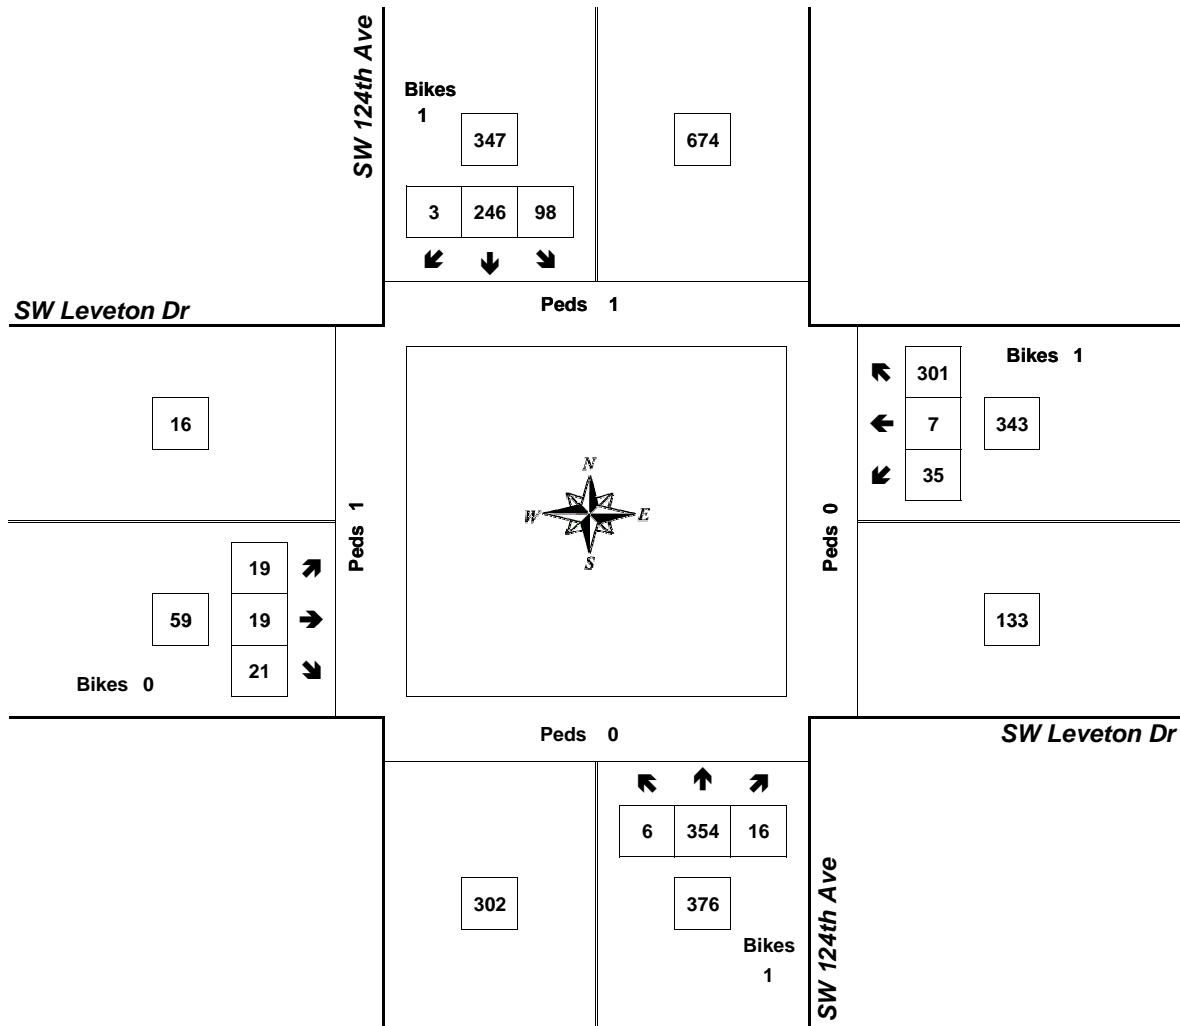 SW 124th Ave
Bikes
1
347
674
3 246 98
Peds 1
SW Leveton Dr
Bikes 1
301
16
7
343
35
N
W E
S
Peds 1
Peds 0
19
59
19
133
21
Bikes 0
Peds 0
SW Leveton Dr
6 354 16
302
376
Bikes
1
SW 124th Ave